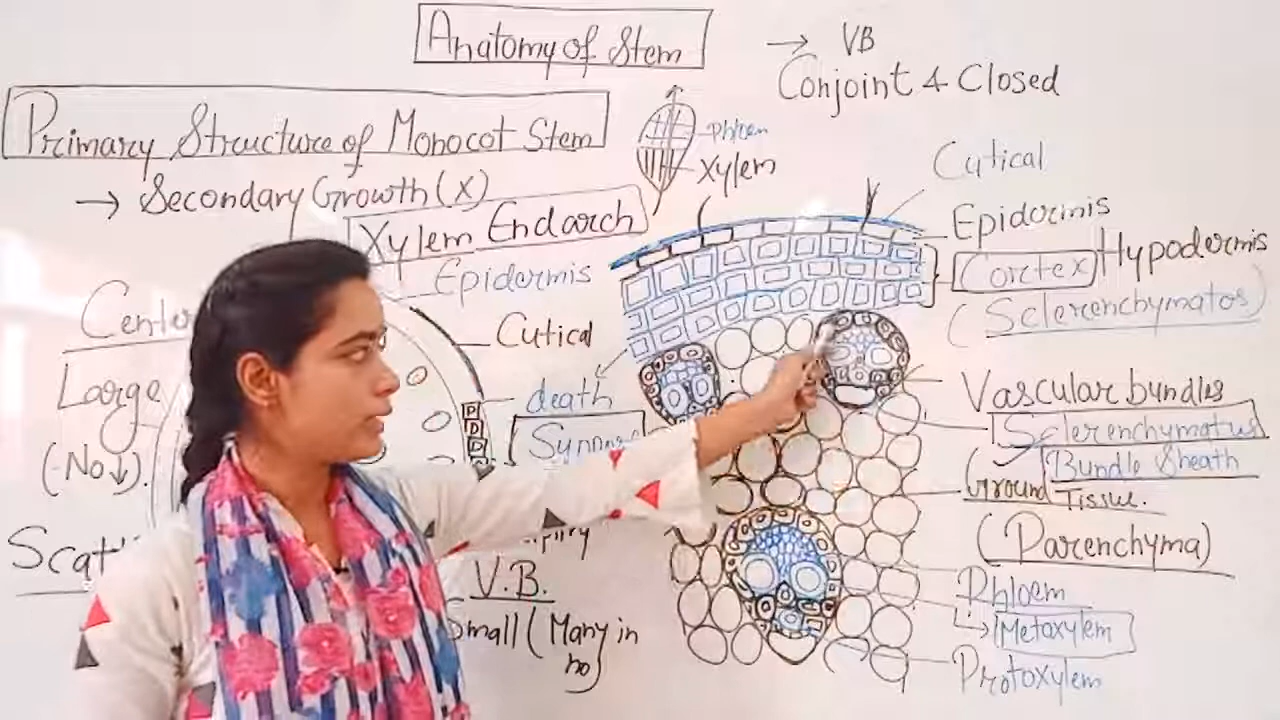 Anatomy of Stem
→ VB
Conjoint & Closed
Primary Structure of Monocot Stem
→ Secondary Growth (X)
Xylem Endarch
Phloem
Xylem
Cutical
Epidermis
Cortex Hypodermis
(Sclerenchymatos)
Epidermis
Cutical
death
Large
(No↓)
P
D
D
Vascular bundles
Sclerenchymatus
Bundle Sheath
Ground Tissue.
(Parenchyma)
V.B.
Small (Many in
no)
Phloem
Metaxylem
Protoxylem